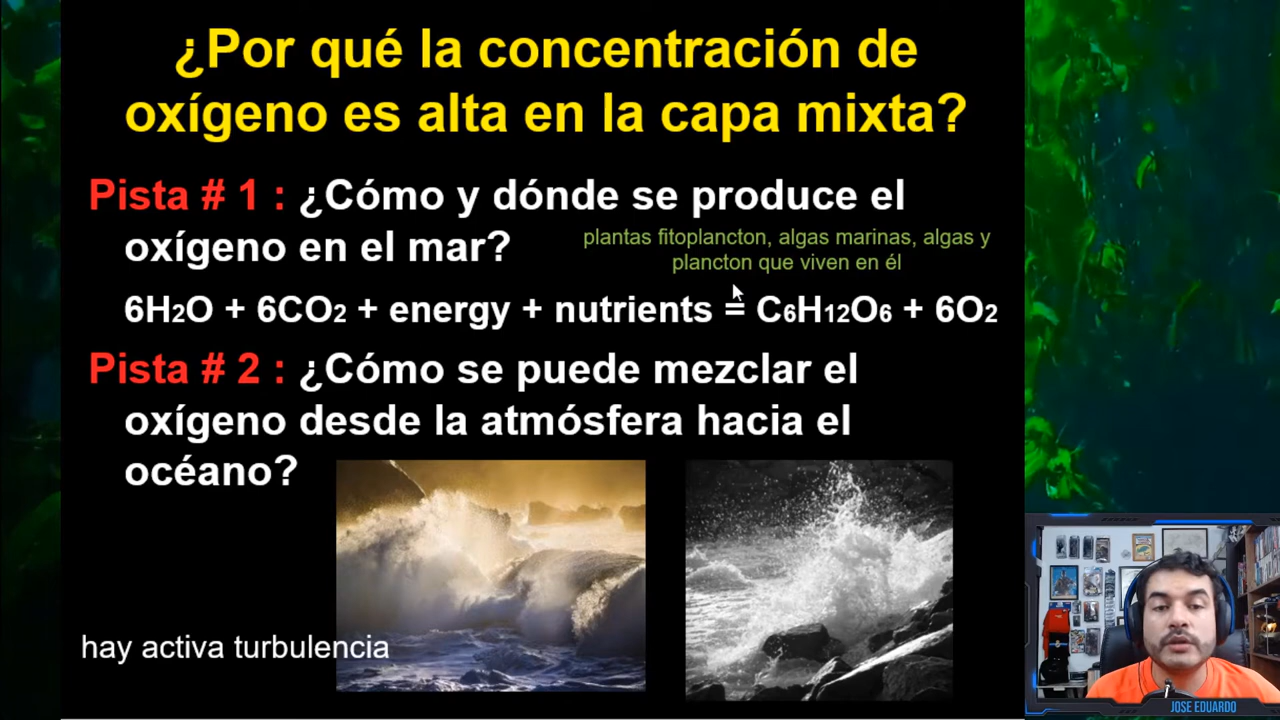 ¿Por qué la concentración de
oxígeno es alta en la capa mixta?
Pista # 1 : ¿Cómo y dónde se produce el
oxígeno en el mar?
plantas fitoplancton, algas marinas, algas y
plancton que viven en él
6H2O + 6CO2 + energy + nutrients = C6H12O6 + 6O2
Pista # 2 : ¿Cómo se puede mezclar el
oxígeno desde la atmósfera hacia el
océano?
hay activa turbulencia
JOSE EDUARDO